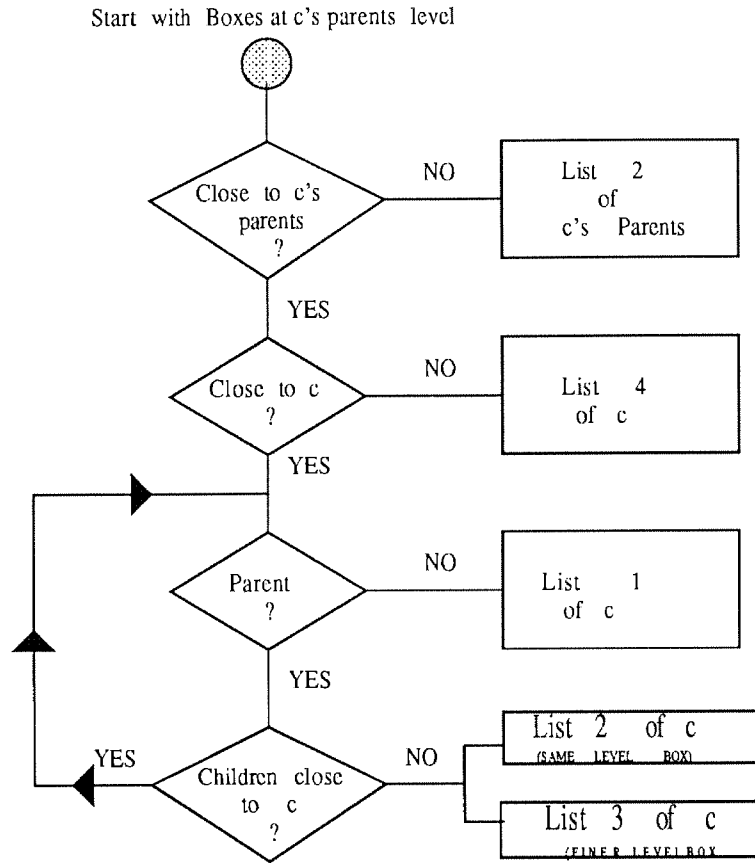 Start with Boxes at c's parents level
Close to c's
parents
?
NO
List 2
of
c's Parents
YES
Close to c
?
NO
List 4
of c
YES
Parent
?
NO
List 1
of c
YES
Children close
to c
?
YES
NO
List 2 of c
(SAME LEVEL BOX)
List 3 of c
(FINER LEVEL BOX